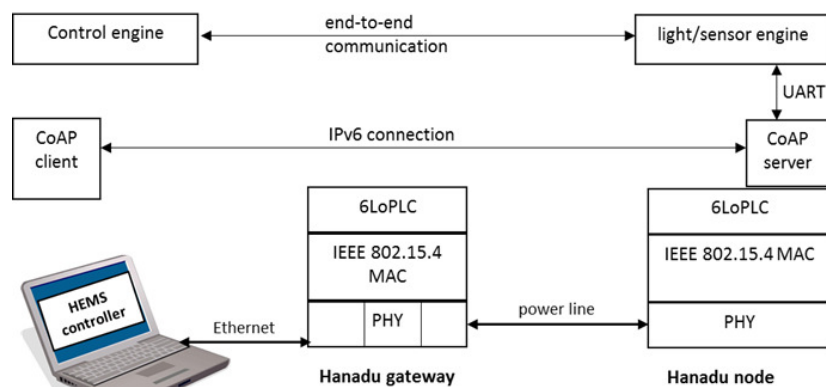 Control engine
end-to-end
communication
light/sensor engine
UART
CoAP
client
IPv6 connection
CoAP
server
6LoPLC
6LoPLC
IEEE 802.15.4
MAC
IEEE 802.15.4 MAC
HEMS
controller
Ethernet
PHY
power line
PHY
Hanadu gateway
Hanadu node